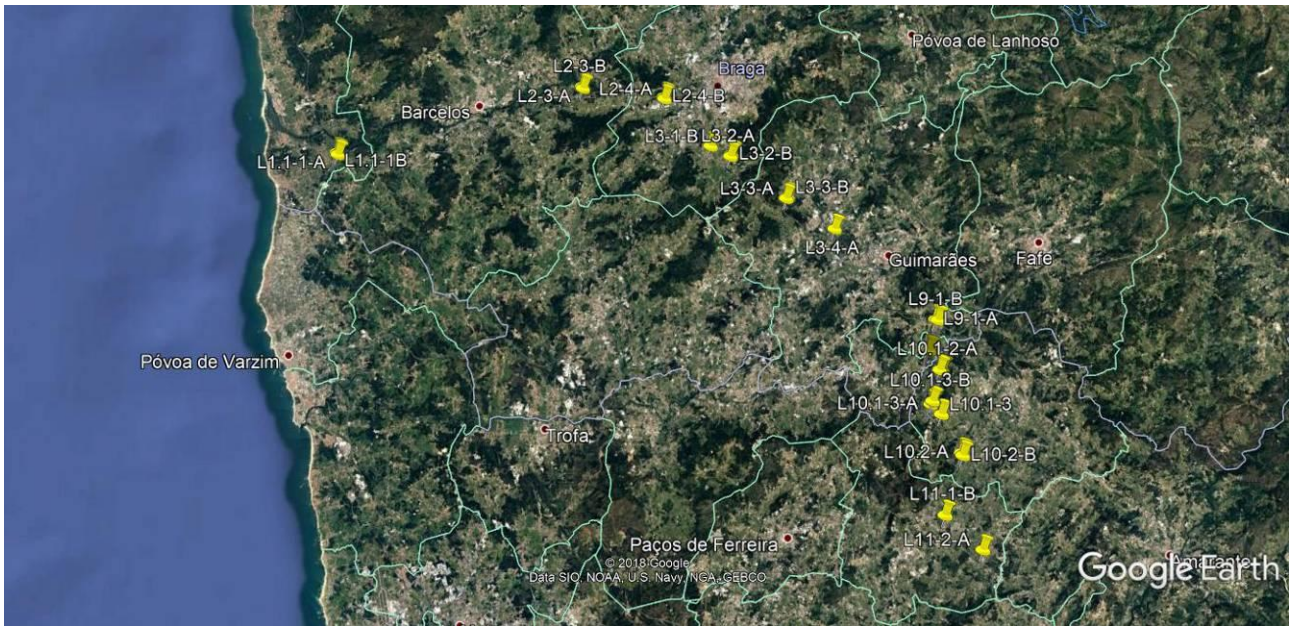 Póvoa de Lanhoso
L2-3-B
Braga
L2-3-A
L2-4-A
L2-4-B
Barcelos
L3-1-B
L3-2-A
L1.1-1-A
L1.1-1B
L3-2-B
L3-3-A
L3-3-B
L3-4-A
Guimarães
Fafe
L9-1-B
L9-1-A
L10.1-2-A
Póvoa de Varzim
L10.1-3-B
L10.1-3-A
L10.1-3
Trofa
L10.2-A
L10-2-B
L11-1-B
L11-2-A
Paços de Ferreira
Amarante
© 2018 Google
Data SIO, NOAA, U.S. Navy, NGA, GEBCO
Google Earth